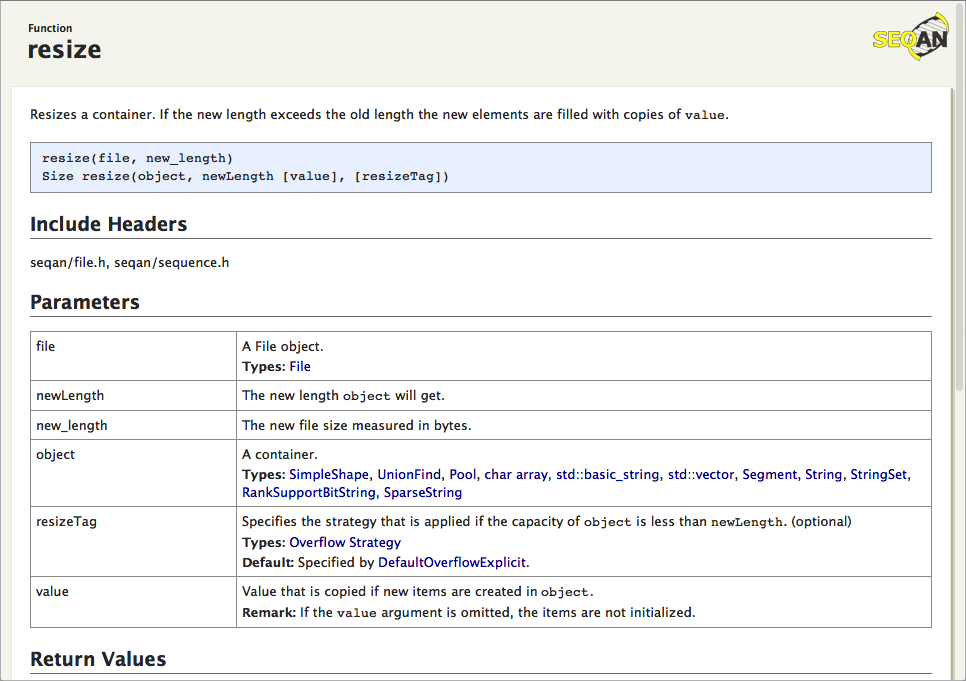 Function
resize
SEQAN
Resizes a container. If the new length exceeds the old length the new elements are filled with copies of value.
resize(file, new_length)
Size resize(object, newLength [value], [resizeTag])
Include Headers
seqan/file.h, seqan/sequence.h
Parameters
file
A File object.
Types: File
newLength
The new length object will get.
new_length
The new file size measured in bytes.
object
A container.
Types: SimpleShape, UnionFind, Pool, char array, std::basic_string, std::vector, Segment, String, StringSet,
RankSupportBitString, SparseString
resizeTag
Specifies the strategy that is applied if the capacity of object is less than newLength. (optional)
Types: Overflow Strategy
Default: Specified by DefaultOverflowExplicit.
value
Value that is copied if new items are created in object.
Remark: If the value argument is omitted, the items are not initialized.
Return Values